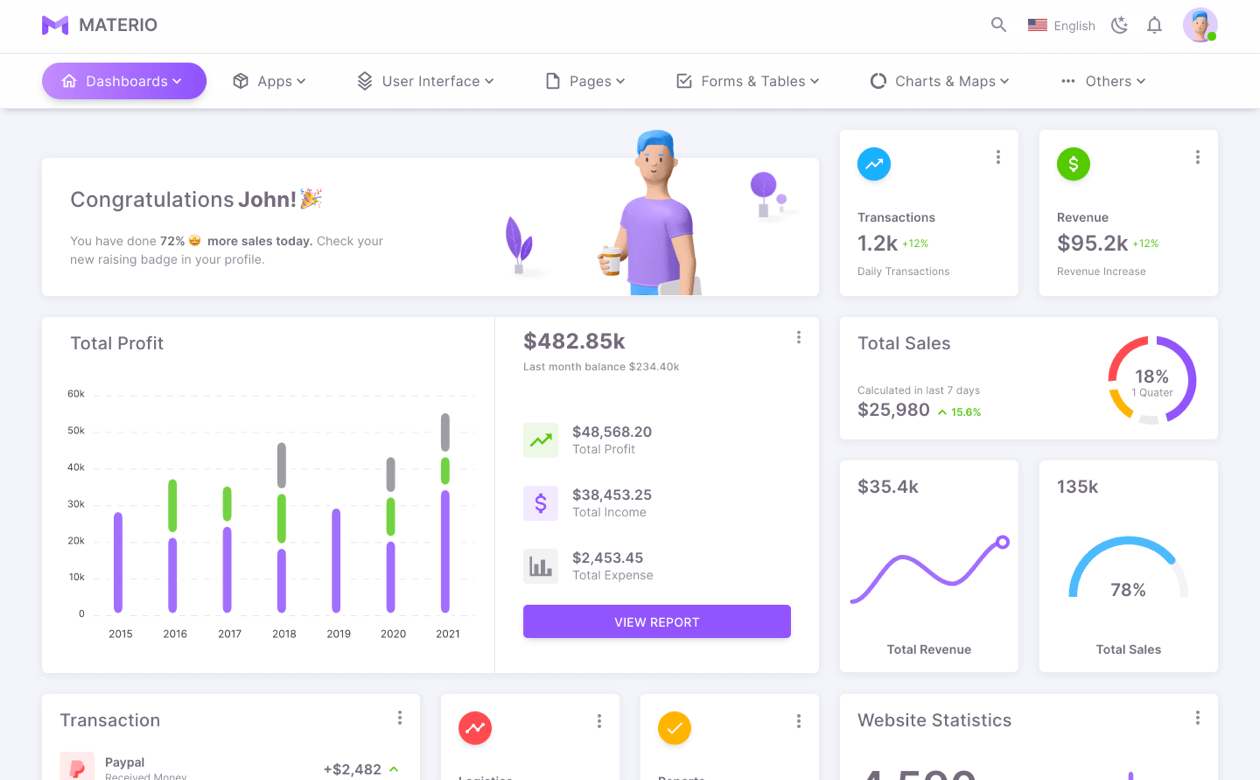 MATERIO
English
Dashboards
Apps
User Interface
Pages
Forms & Tables
Charts & Maps
Others
Congratulations John!🎉
You have done 72% 🤩 more sales today. Check your
new raising badge in your profile.
Transactions
1.2k +12%
Daily Transactions
$
Revenue
$95.2k +12%
Revenue Increase
Total Profit
60k
50k
40k
30k
20k
10k
0
2015 2016 2017 2018 2019 2020 2021
$482.85k
Last month balance $234.40k
$48,568.20
Total Profit
$
$38,453.25
Total Income
$2,453.45
Total Expense
VIEW REPORT
Total Sales
Calculated in last 7 days
$25,980 15.6%
18%
1 Quater
$35.4k
Total Revenue
135k
78%
Total Sales
Transaction
Paypal
Received Money
+$2,482
Logistics
Reports
Website Statistics
4,590